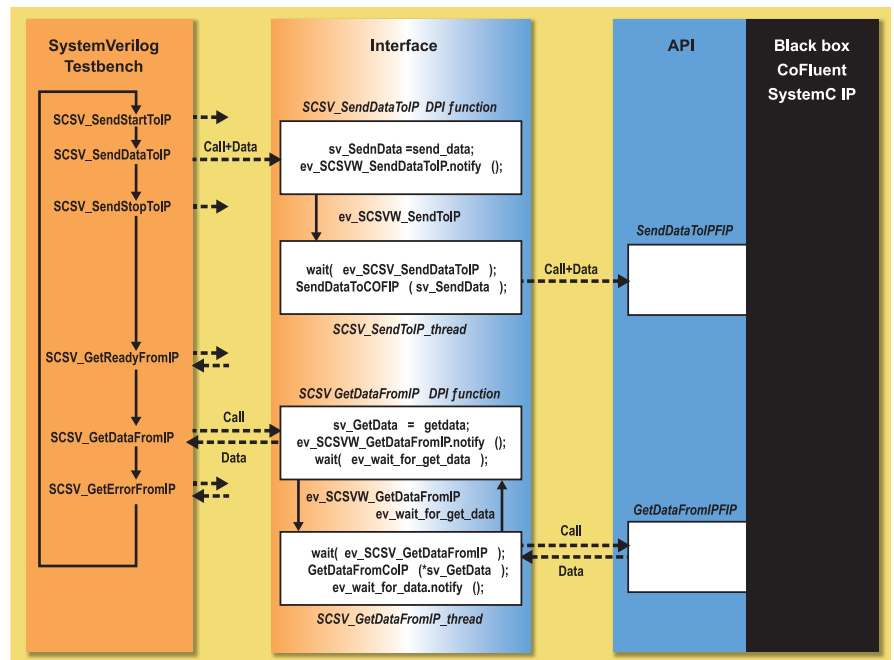 SystemVerilog
Testbench
SCSV_SendStartToIP
SCSV_SendDataToIP
SCSV_SendStopToIP
SCSV_GetReadyFromIP
SCSV_GetDataFromIP
SCSV_GetErrorFromIP
Call+Data
Call
Data
Interface
SCSV_SendDataToIP DPI function
sv_SednData =send_data;
ev_SCSVW_SendDataToIP.notify ();
ev_SCSVW_SendToIP
wait( ev_SCSV_SendDataToIP );
SendDataToCOFIP ( sv_SendData );
SCSV_SendToIP_thread
SCSV GetDataFromIP DPI function
sv_GetData = getdata;
ev_SCSVW_GetDataFromIP.notify ();
wait( ev_wait_for_get_data );
ev_SCSVW_GetDataFromIP
ev_wait_for_get_data
wait( ev_SCSV_GetDataFromIP );
GetDataFromCoIP (*sv_GetData );
ev_wait_for_data.notify ();
SCSV_GetDataFromIP_thread
Call+Data
Call
Data
API
SendDataToIPFIP
GetDataFromIPFIP
Black box
CoFluent
SystemC IP